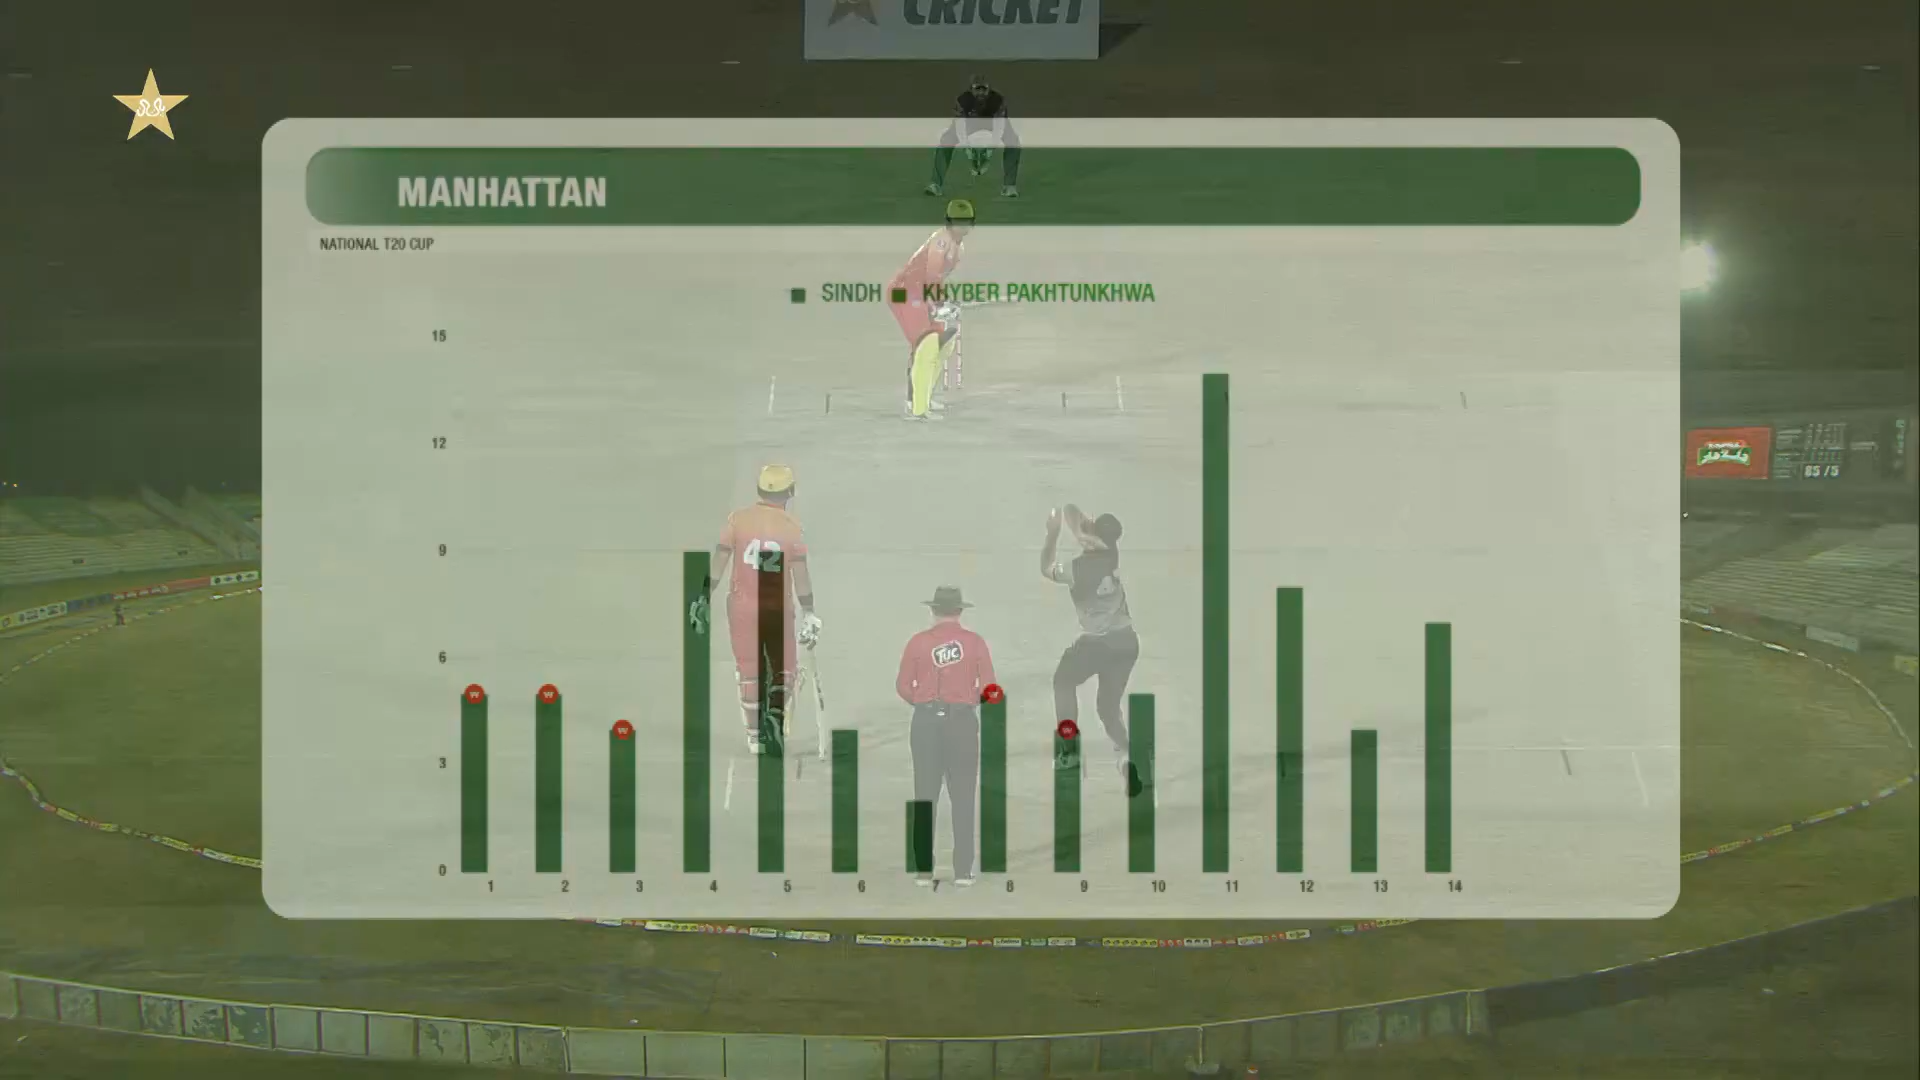 CRICKET
MANHATTAN
NATIONAL T20 CUP
SINDH KHYBER PAKHTUNKHWA
15
12
9
6
3
0
42
TUC
W W W W W
1 2 3 4 5 6 7 8 9 10 11 12 13 14
85/5